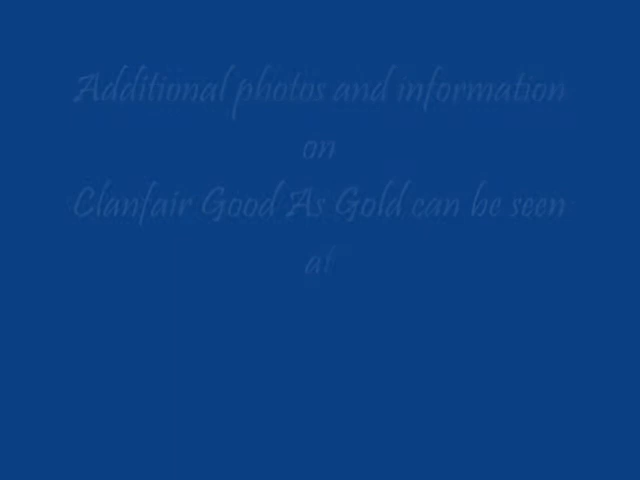 Additional photos and information
on
Clanfair Good As Gold can be seen
at